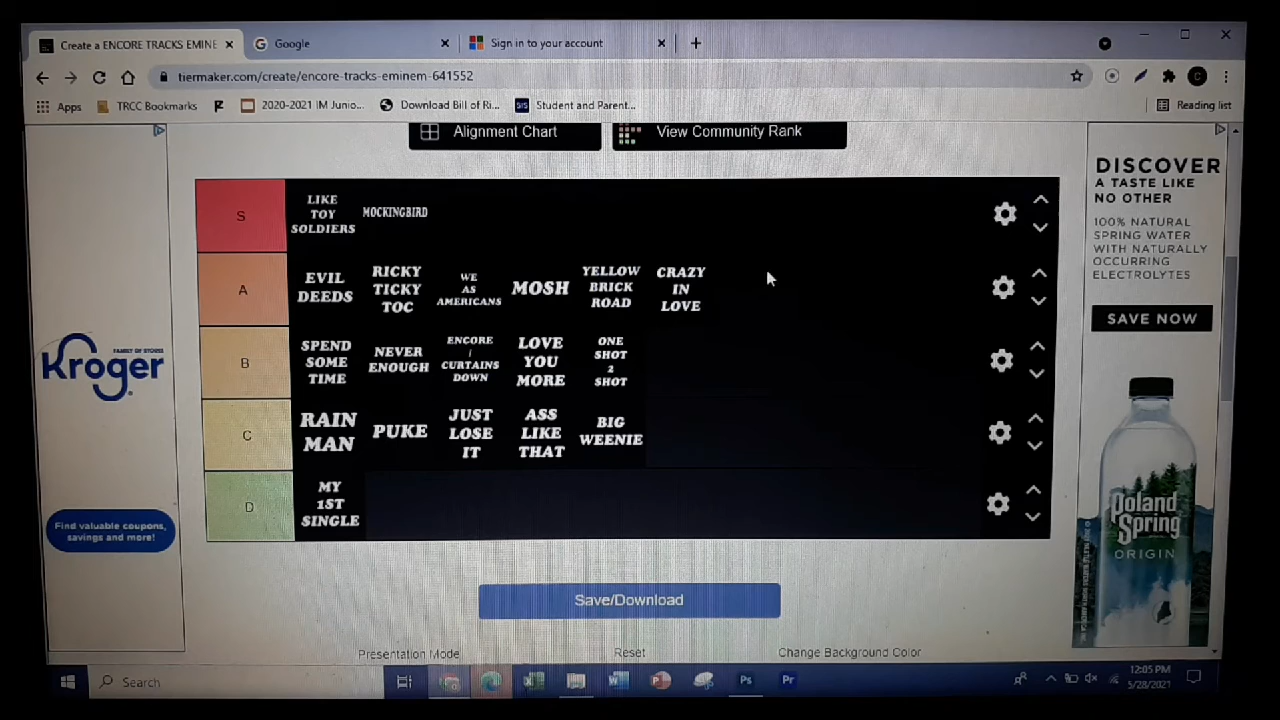 Create a ENCORE TRACKS EMINE
Google
Sign in to your account
tiermaker.com/create/encore-tracks-eminem-641552
C
Apps
TRCC Bookmarks
2020-2021 IM Junio...
Download Bill of Ri...
SIS
Student and Parent...
Reading list
Alignment Chart
View Community Rank
S
LIKE
TOY
SOLDIERS
MOCKINGBIRD
A
EVIL
DEEDS
RICKY
TICKY
TOC
WE
AS
AMERICANS
MOSH
YELLOW
BRICK
ROAD
CRAZY
IN
LOVE
B
SPEND
SOME
TIME
NEVER
ENOUGH
ENCORE
/
CURTAINS
DOWN
LOVE
YOU
MORE
ONE
SHOT
2
SHOT
C
RAIN
MAN
PUKE
JUST
LOSE
IT
ASS
LIKE
THAT
BIG
WEENIE
D
MY
1ST
SINGLE
Save/Download
Presentation Mode
Reset
Change Background Color
Kroger
Find valuable coupons,
savings and more!
DISCOVER
A TASTE LIKE
NO OTHER
100% NATURAL
SPRING WATER
WITH NATURALLY
OCCURRING
ELECTROLYTES
SAVE NOW
Poland
Spring
ORIGIN
Search
Ps
Pr
12:05 PM
5/28/2021